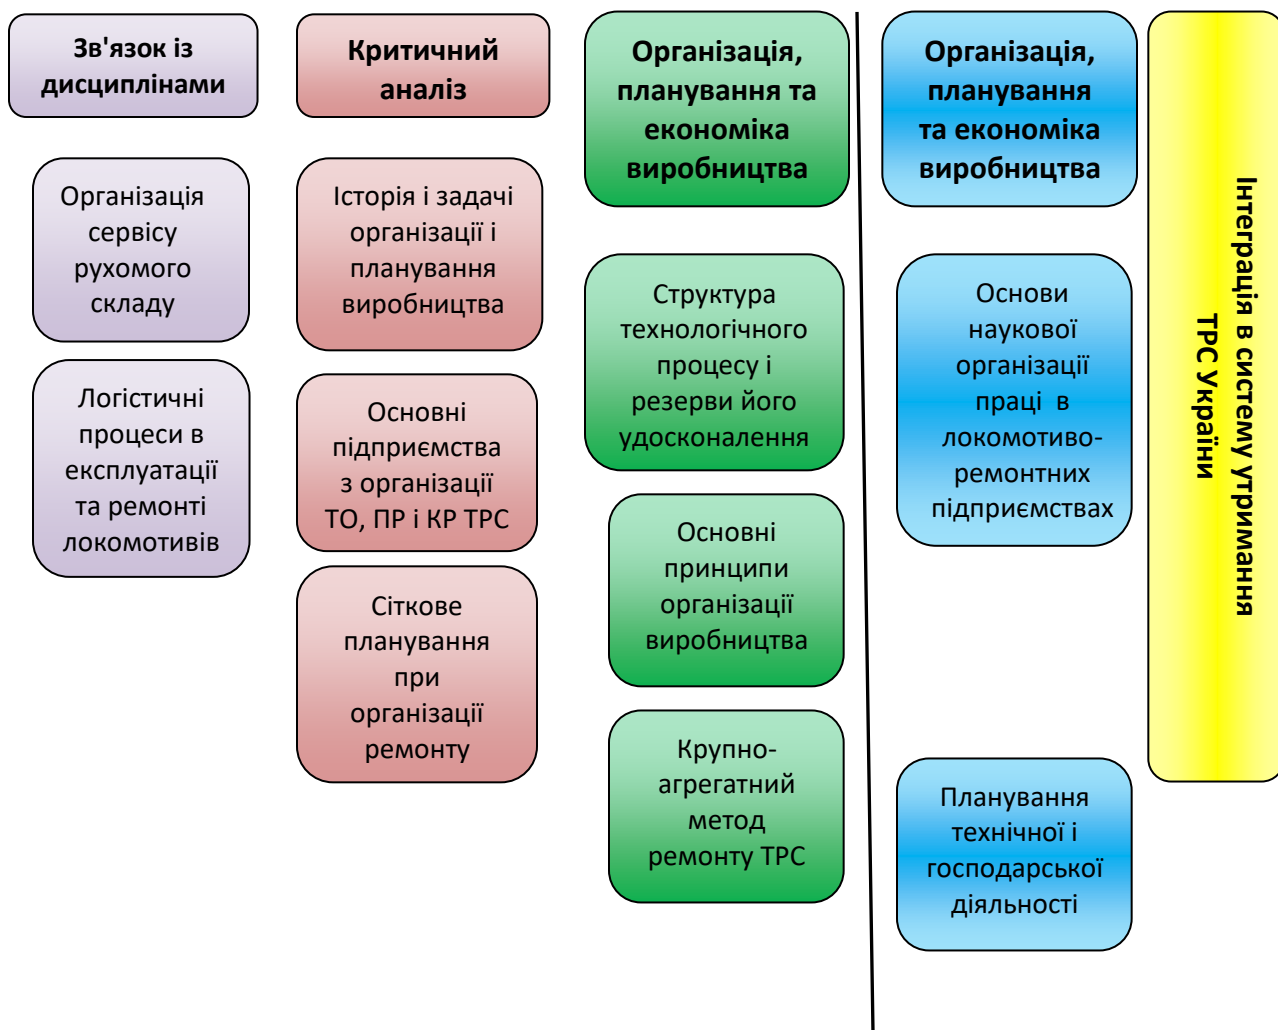 Зв'язок із
дисциплінами
Організація
сервісу
рухомого
складу
Логістичні
процеси в
експлуатації
та ремонті
локомотивів
Критичний
аналіз
Історія і задачі
організації і
планування
виробництва
Основні
підприємства
з організації
ТО, ПР і КР ТРС
Сіткове
планування
при
організації
ремонту
Організація,
планування та
економіка
виробництва
Структура
технологічного
процесу і
резерви його
удосконалення
Основні
принципи
організації
виробництва
Крупно-
агрегатний
метод
ремонту ТРС
Організація,
планування
та економіка
виробництва
Основи
наукової
організації
праці в
локомотиво-
ремонтних
підприємствах
Планування
технічної і
господарської
діяльності
Інтеграція в систему утримання
ТРС України